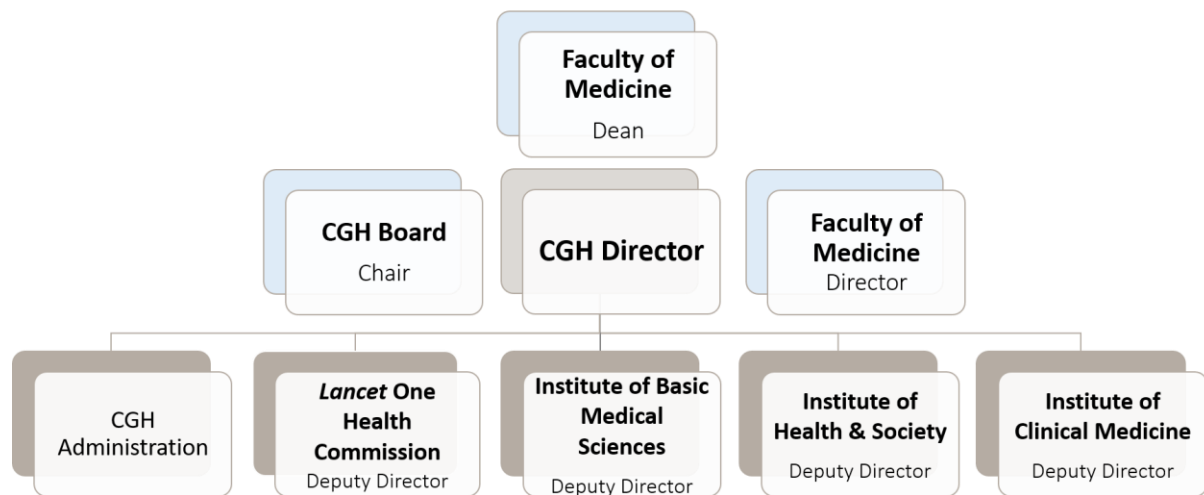 Faculty of
Medicine
Dean
CGH Board
Chair
CGH Director
Faculty of
Medicine
Director
CGH
Administration
Lancet One
Health
Commission
Deputy Director
Institute of Basic
Medical
Sciences
Deputy Director
Institute of
Health & Society
Deputy Director
Institute of
Clinical Medicine
Deputy Director